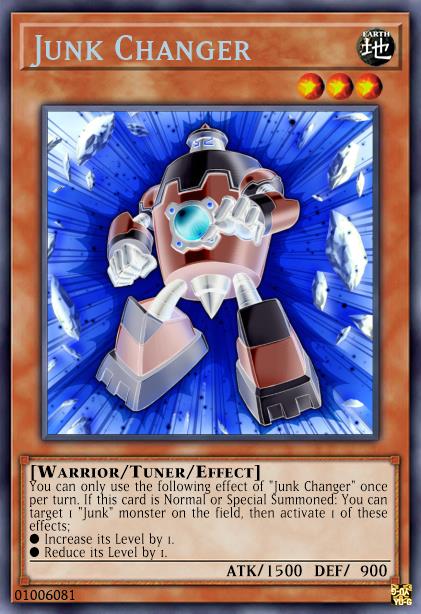 JUNK CHANGER
EARTH
地
[WARRIOR/TUNER/EFFECT]
You can only use the following effect of "Junk Changer" once
per turn. If this card is Normal or Special Summoned: You can
target 1 "Junk" monster on the field, then activate 1 of these
effects;
● Increase its Level by 1.
● Reduce its Level by 1.
ATK/1500 DEF/ 900
01006081